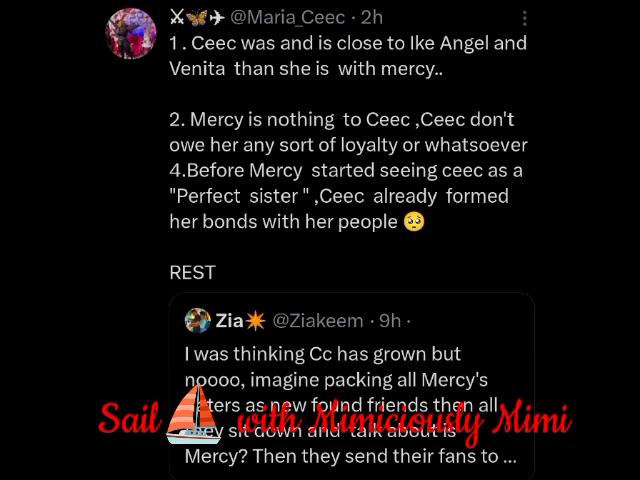 ⚔🦋✈ @Maria_Ceec · 2h
1. Ceec was and is close to Ike Angel and
Venita than she is with mercy..
2. Mercy is nothing to Ceec ,Ceec don't
owe her any sort of loyalty or whatsoever
4.Before Mercy started seeing ceec as a
"Perfect sister " ,Ceec already formed
her bonds with her people 🥺
REST
Zia✴ @Ziakeem · 9h ·
I was thinking Cc has grown but
noooo, imagine packing all Mercy's
haters as new found friends then all
Sail ⛵ with Miniciously Mimi
they sit down and talk about is
Mercy? Then they send their fans to ...